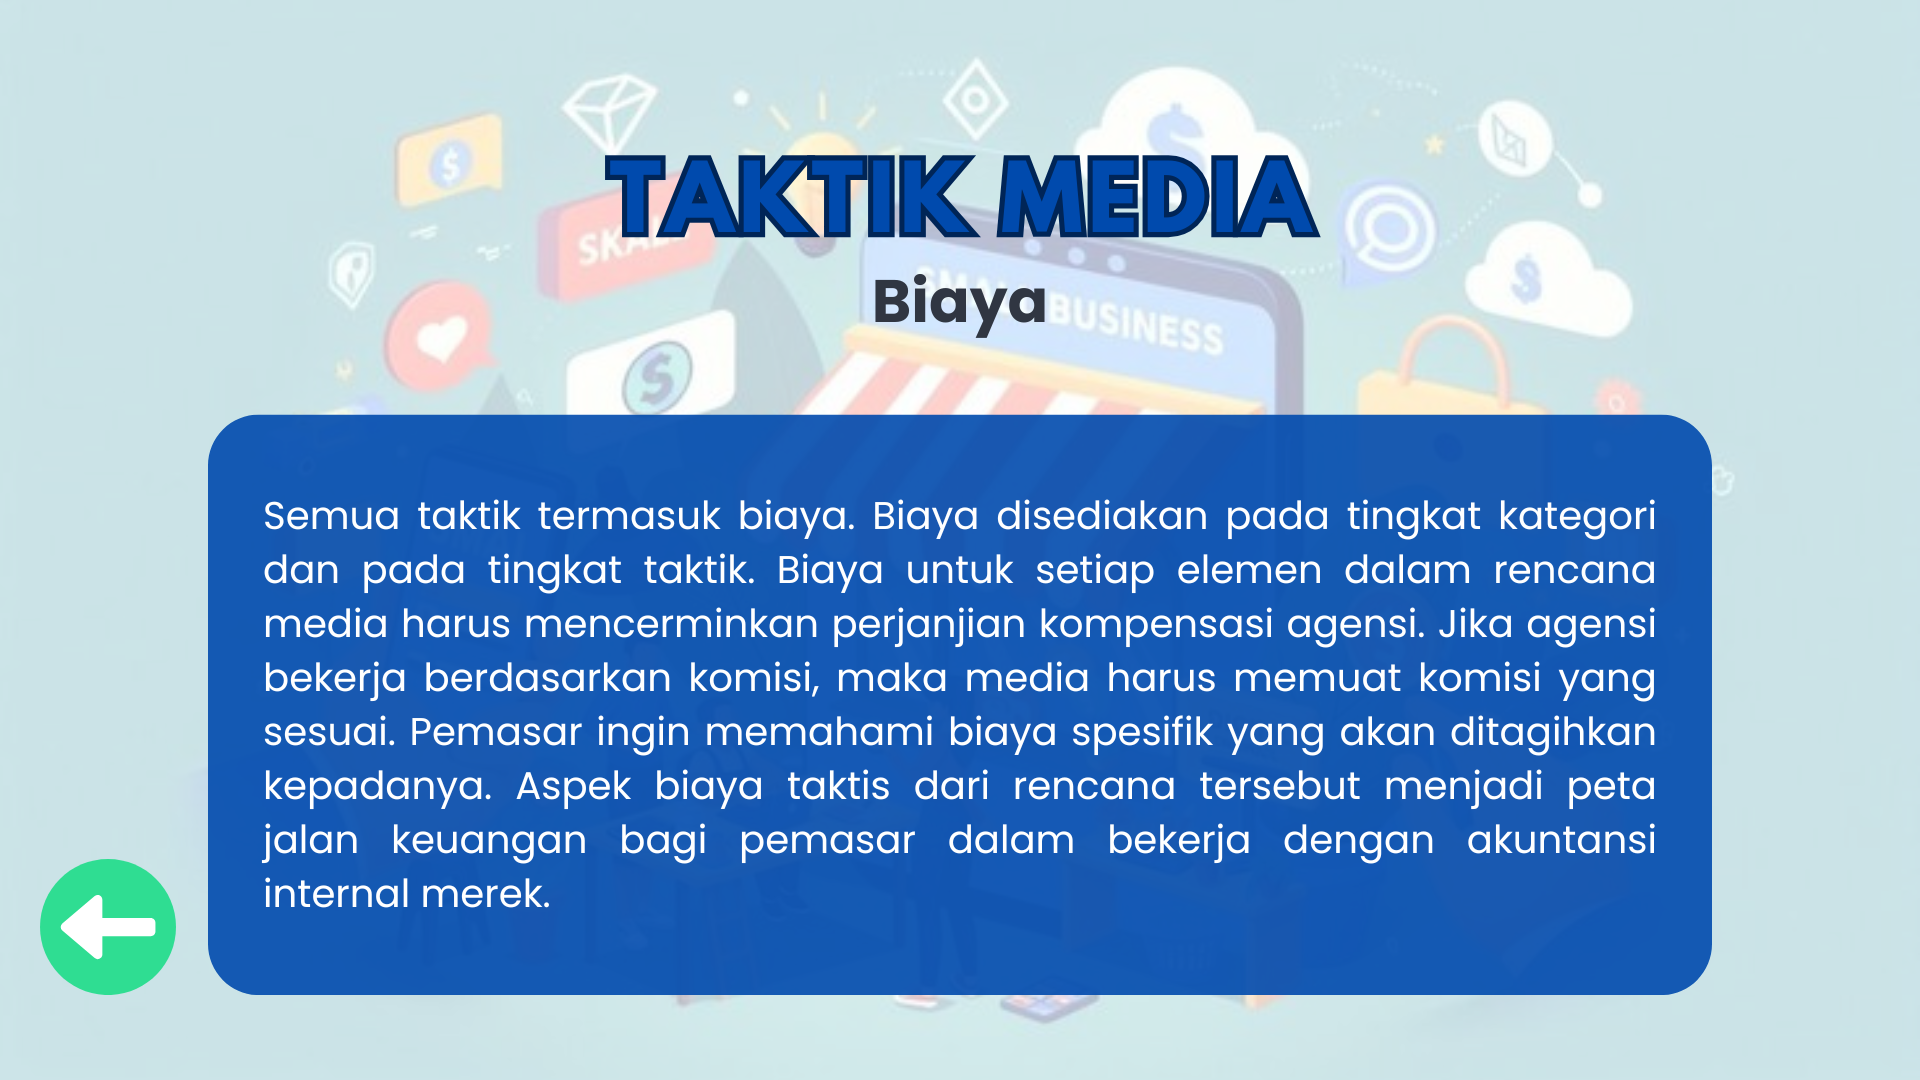 TAKTIK MEDIA
Biaya
BUSINESS
Semua taktik termasuk biaya. Biaya disediakan pada tingkat kategori
dan pada tingkat taktik. Biaya untuk setiap elemen dalam rencana
media harus mencerminkan perjanjian kompensasi agensi. Jika agensi
bekerja berdasarkan komisi, maka media harus memuat komisi yang
sesuai. Pemasar ingin memahami biaya spesifik yang akan ditagihkan
kepadanya. Aspek biaya taktis dari rencana tersebut menjadi peta
jalan keuangan bagi pemasar dalam bekerja dengan akuntansi
internal merek.